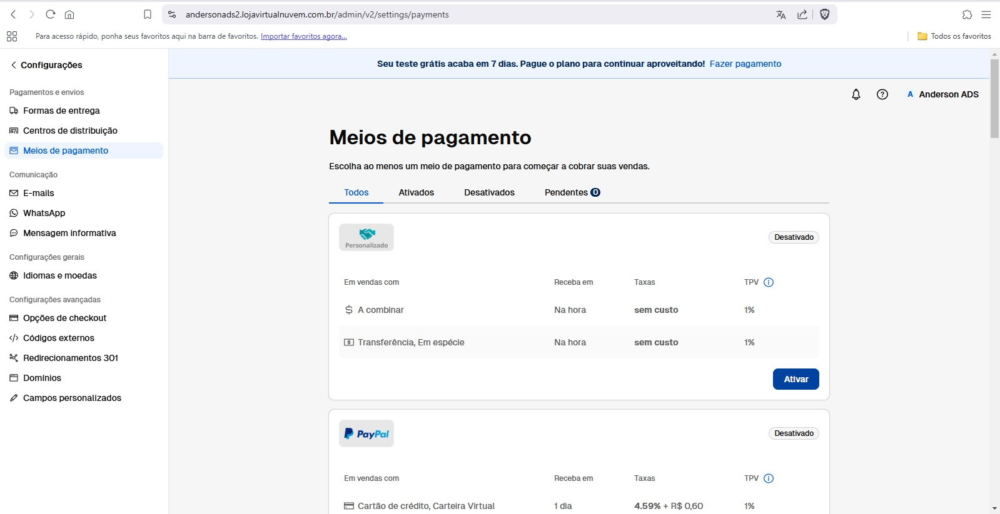 andersonads2.lojavirtualnuvem.com.br/admin/v2/settings/payments
Para acesso rápido, ponha seus favoritos aqui na barra de favoritos. Importar favoritos agora...
Todos os favoritos
Configurações
Pagamentos e envios
Formas de entrega
Centros de distribuição
Meios de pagamento
Comunicação
E-mails
WhatsApp
Mensagem informativa
Configurações gerais
Idiomas e moedas
Configurações avançadas
Opções de checkout
Códigos externos
Redirecionamentos 301
Domínios
Campos personalizados
Seu teste grátis acaba em 7 dias. Pague o plano para continuar aproveitando! Fazer pagamento
A Anderson ADS
Meios de pagamento
Escolha ao menos um meio de pagamento para começar a cobrar suas vendas.
Todos Ativados Desativados Pendentes 0
Personalizado
Desativado
Em vendas com Receba em Taxas TPV
A combinar Na hora sem custo 1%
Transferência, Em espécie Na hora sem custo 1%
Ativar
PayPal
Desativado
Em vendas com Receba em Taxas TPV
Cartão de crédito, Carteira Virtual 1 dia 4.59% + R$ 0,60 1%